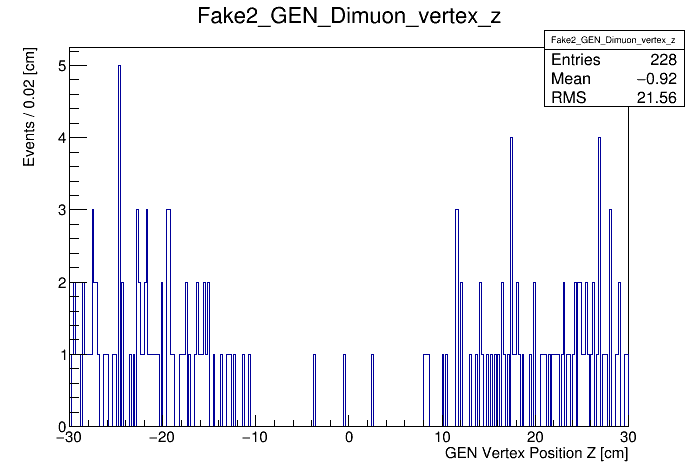 Fake2_GEN_Dimuon_vertex_z
Fake2_GEN_Dimuon_vertex_z
Entries 228
Mean −0.92
RMS 21.56
Events / 0.02 [cm]
5
4
3
2
1
0
−30 −20 −10 0 10 20 30
GEN Vertex Position Z [cm]